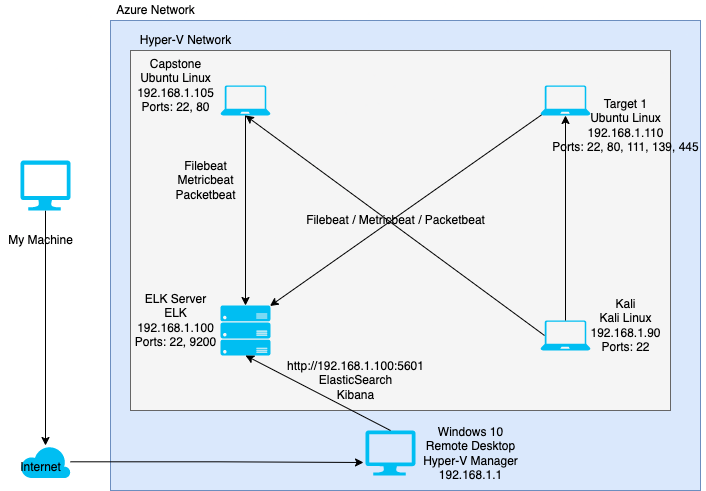 Azure Network
Hyper-V Network
Capstone
Ubuntu Linux
192.168.1.105
Ports: 22, 80
Target 1
Ubuntu Linux
192.168.1.110
Ports: 22, 80, 111, 139, 445
Filebeat
Metricbeat
Packetbeat
Filebeat / Metricbeat / Packetbeat
My Machine
ELK Server
ELK
192.168.1.100
Ports: 22, 9200
Kali
Kali Linux
192.168.1.90
Ports: 22
http://192.168.1.100:5601
ElasticSearch
Kibana
Internet
Windows 10
Remote Desktop
Hyper-V Manager
192.168.1.1